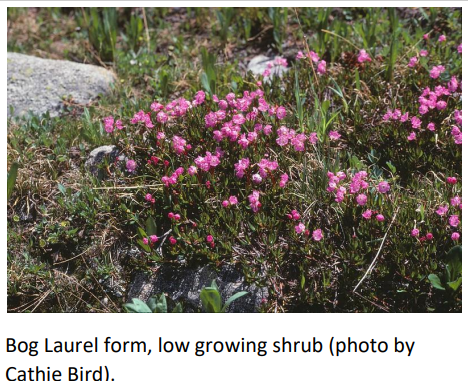 Bog Laurel form, low growing shrub (photo by
Cathie Bird).